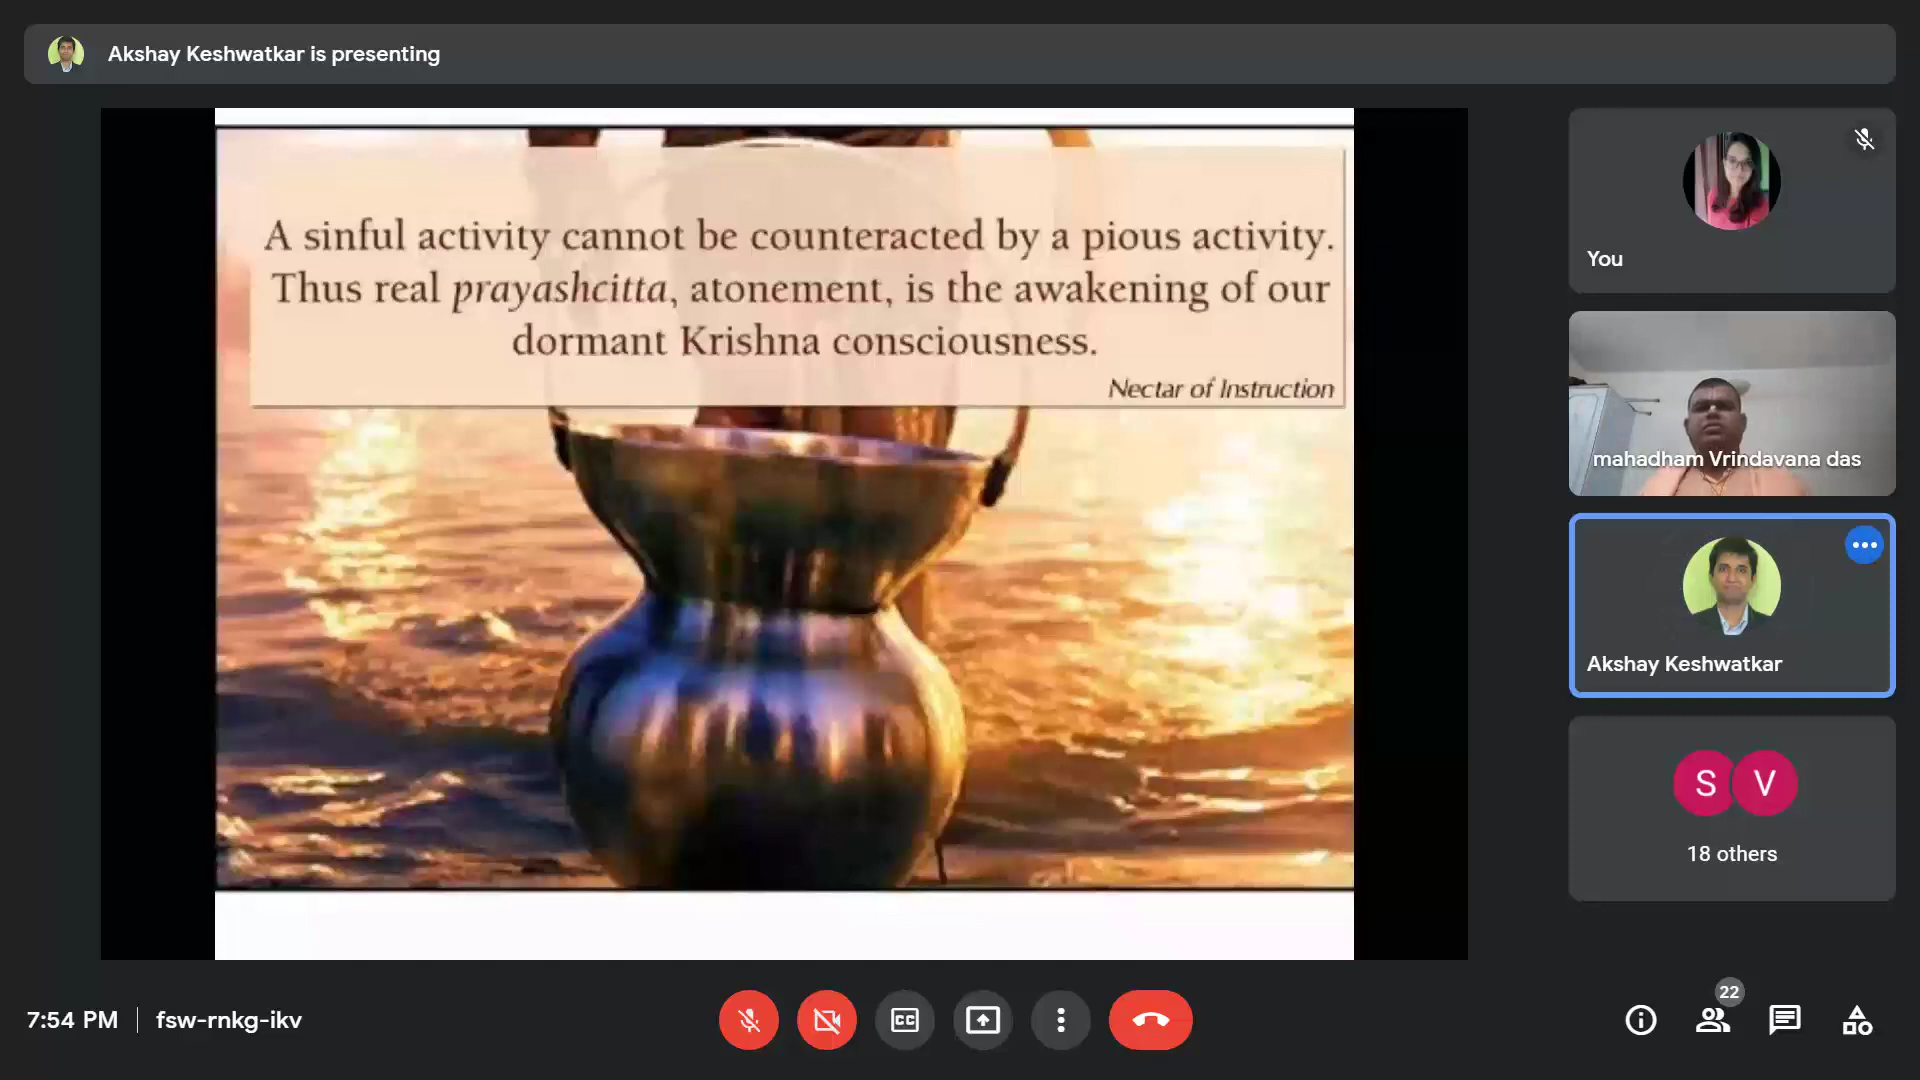 Akshay Keshwatkar is presenting
A sinful activity cannot be counteracted by a pious activity.
Thus real prayashcitta, atonement, is the awakening of our
dormant Krishna consciousness.
Nectar of Instruction
You
mahadham Vrindavana das
Akshay Keshwatkar
S V
18 others
7:54 PM fsw-rnkg-ikv
CC
22